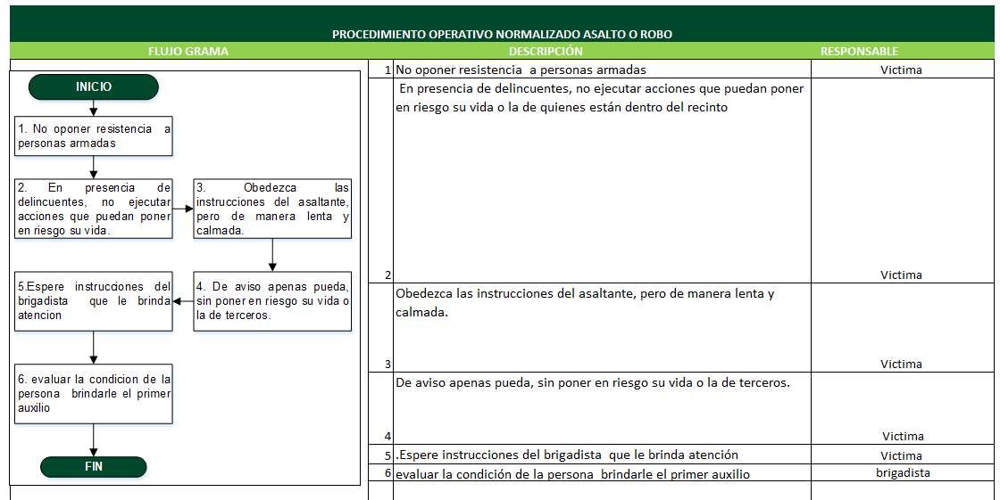 PROCEDIMIENTO OPERATIVO NORMALIZADO ASALTO O ROBO
FLUJO GRAMA
DESCRIPCIÓN
RESPONSABLE
INICIO
1. No oponer resistencia a
personas armadas
2. En presencia de
delincuentes, no ejecutar
acciones que puedan poner
en riesgo su vida.
3. Obedezca las
instrucciones del asaltante,
pero de manera lenta y
calmada.
4. De aviso apenas pueda,
sin poner en riesgo su vida o
la de terceros.
5.Espere instrucciones del
brigadista que le brinda
atencion
6. evaluar la condicion de la
persona brindarle el primer
auxilio
FIN
1 No oponer resistencia a personas armadas Victima
En presencia de delincuentes, no ejecutar acciones que puedan poner
en riesgo su vida o la de quienes están dentro del recinto
2 Victima
Obedezca las instrucciones del asaltante, pero de manera lenta y
calmada.
3 Victima
De aviso apenas pueda, sin poner en riesgo su vida o la de terceros.
4 Victima
5 .Espere instrucciones del brigadista que le brinda atención Victima
6 evaluar la condición de la persona brindarle el primer auxilio brigadista